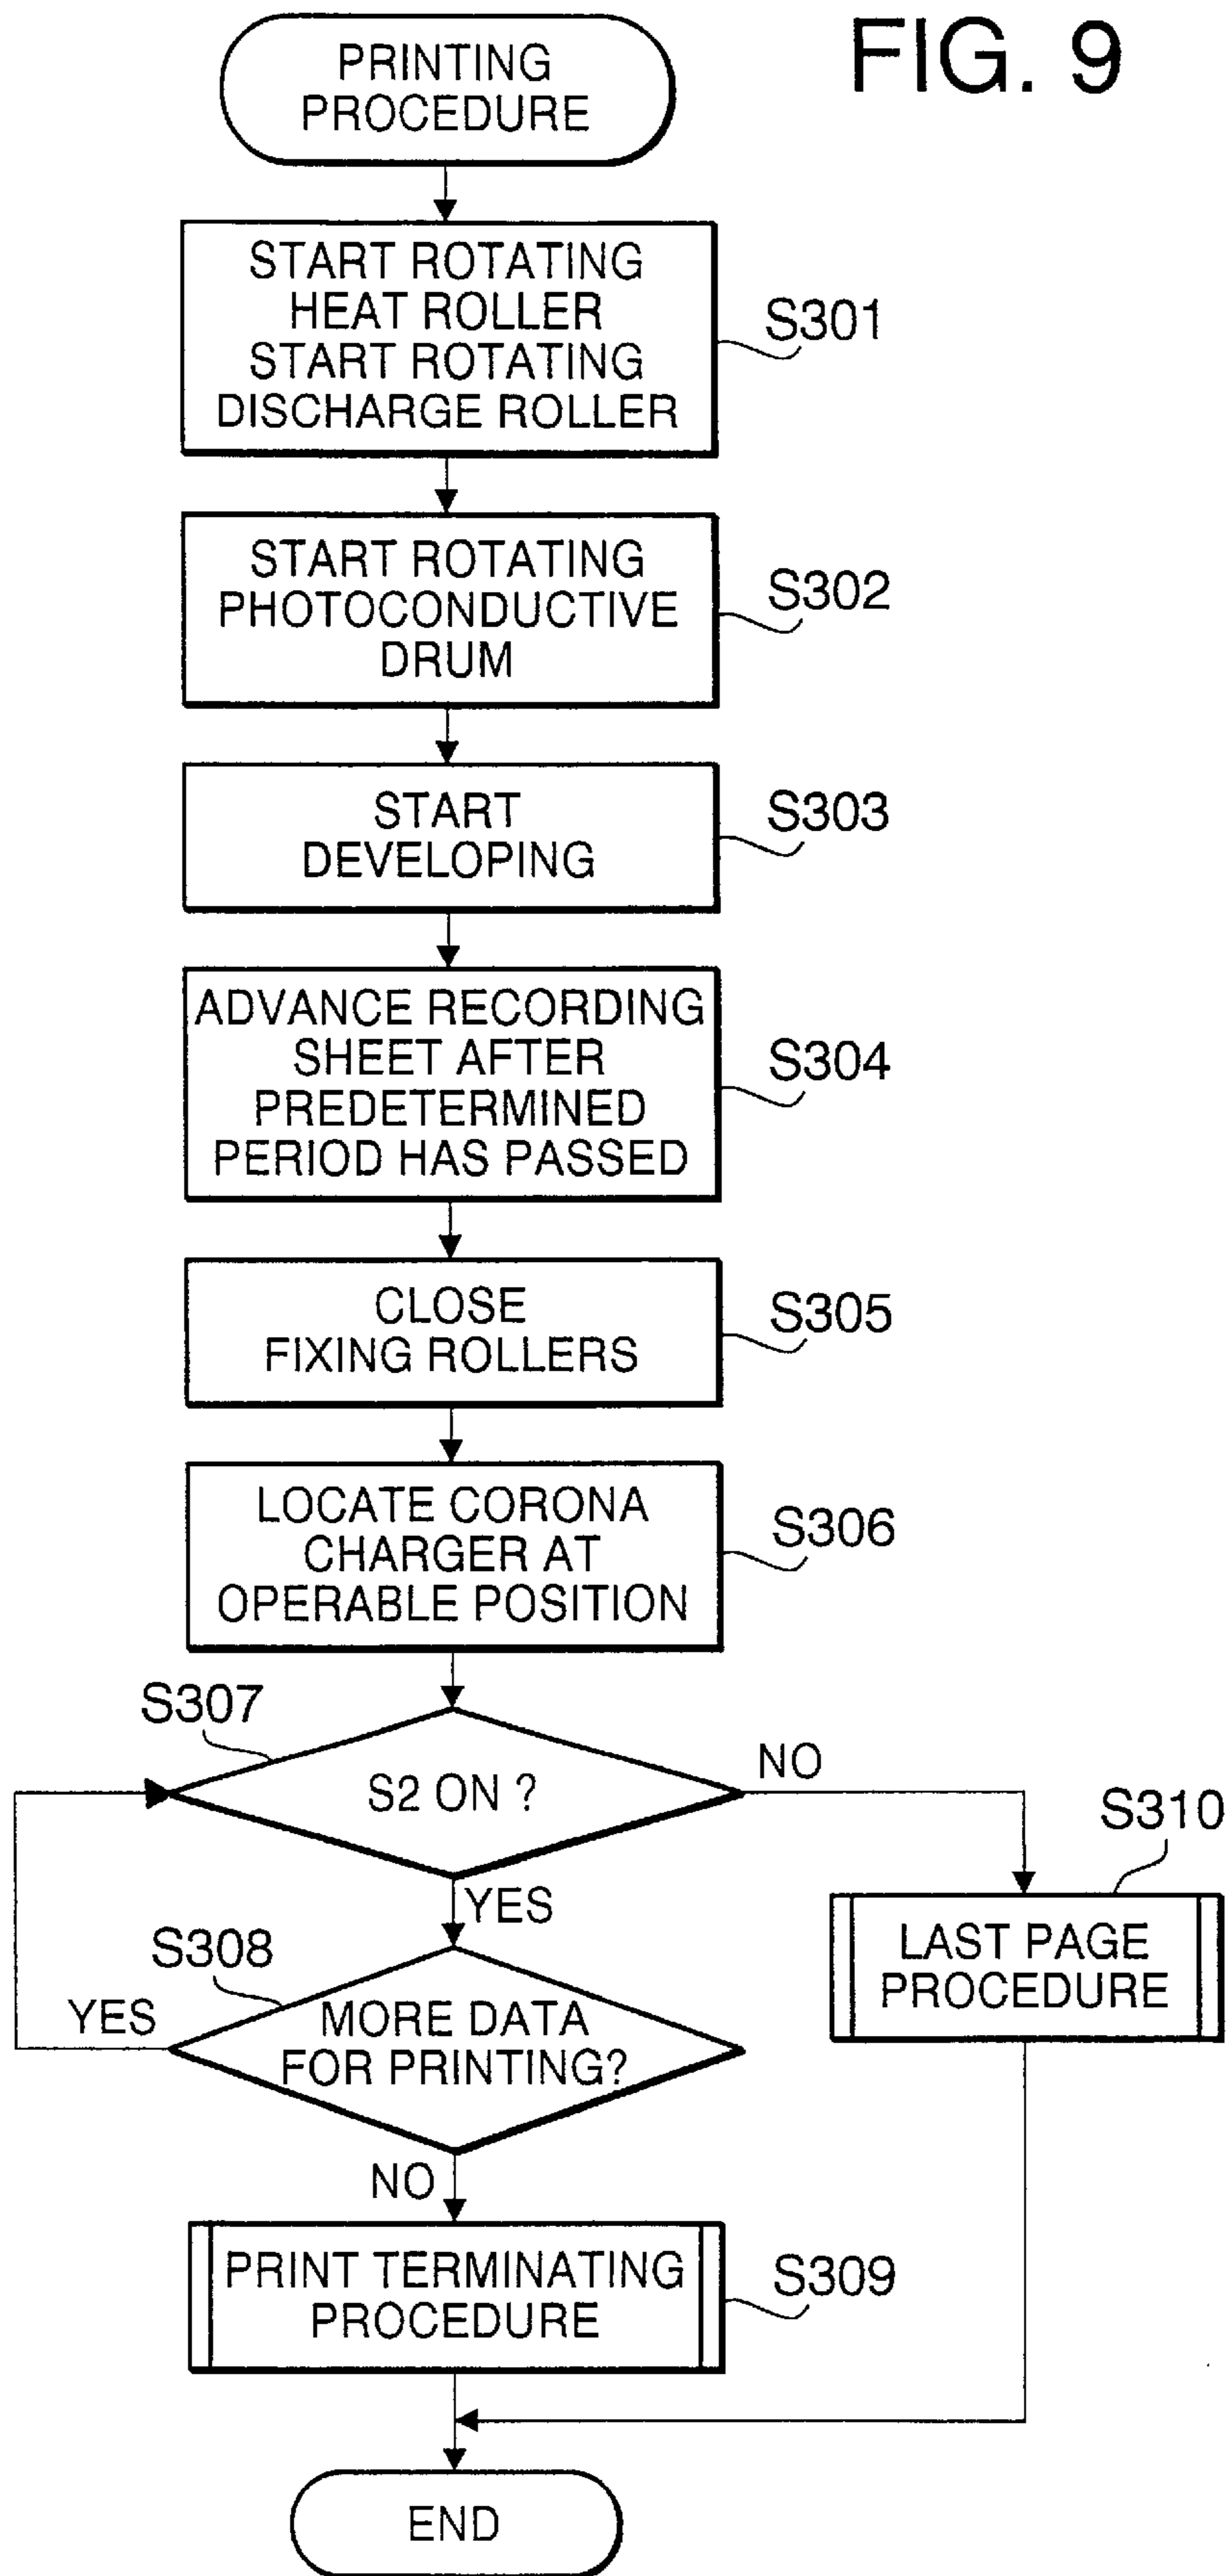 FIG. 9
PRINTING
PROCEDURE
START ROTATING
HEAT ROLLER
START ROTATING
DISCHARGE ROLLER
S301
START ROTATING
PHOTOCONDUCTIVE
DRUM
S302
START
DEVELOPING
S303
ADVANCE RECORDING
SHEET AFTER
PREDETERMINED
PERIOD HAS PASSED
S304
CLOSE
FIXING ROLLERS
S305
LOCATE CORONA
CHARGER AT
OPERABLE POSITION
S306
S307
S2 ON ?
NO
YES
S310
LAST PAGE
PROCEDURE
S308
MORE DATA
FOR PRINTING?
YES
NO
PRINT TERMINATING
PROCEDURE
S309
END